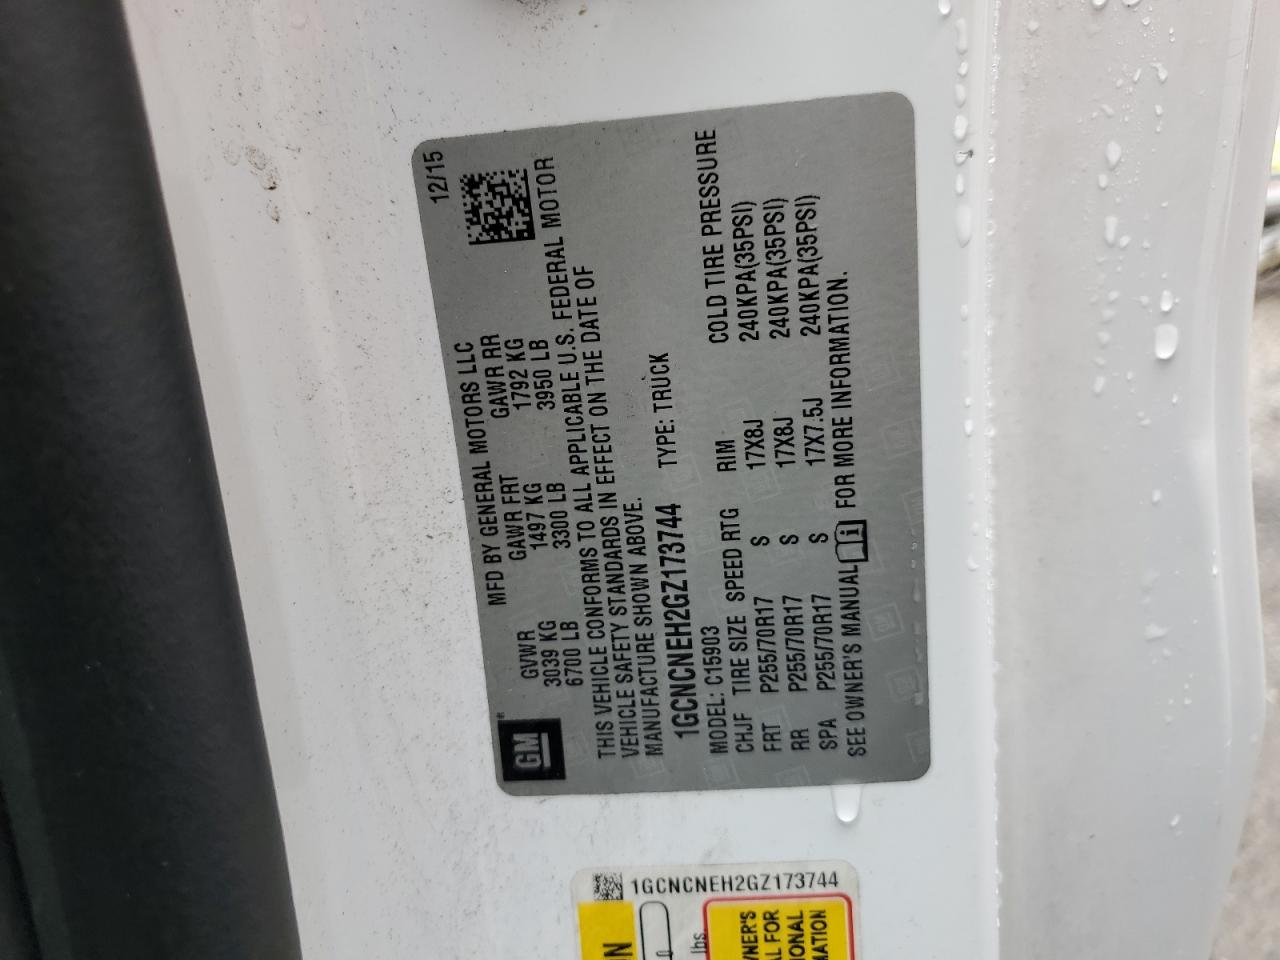 12/15
MFD BY GENERAL MOTORS LLC
GM
GVWR GAWR FRT GAWR RR
3039 KG 1497 KG 1792 KG
6700 LB 3300 LB 3950 LB
THIS VEHICLE CONFORMS TO ALL APPLICABLE U.S. FEDERAL MOTOR
VEHICLE SAFETY STANDARDS IN EFFECT ON THE DATE OF
MANUFACTURE SHOWN ABOVE.
1GCNCNEH2GZ173744 TYPE: TRUCK
MODEL: C15903
CHJF TIRE SIZE SPEED RTG RIM COLD TIRE PRESSURE
FRT P255/70R17 S 17X8J 240KPA(35PSI)
RR P255/70R17 S 17X8J 240KPA(35PSI)
SPA P255/70R17 S 17X7.5J 240KPA(35PSI)
SEE OWNER'S MANUAL i FOR MORE INFORMATION.
1GCNCNEH2GZ173744
lbs